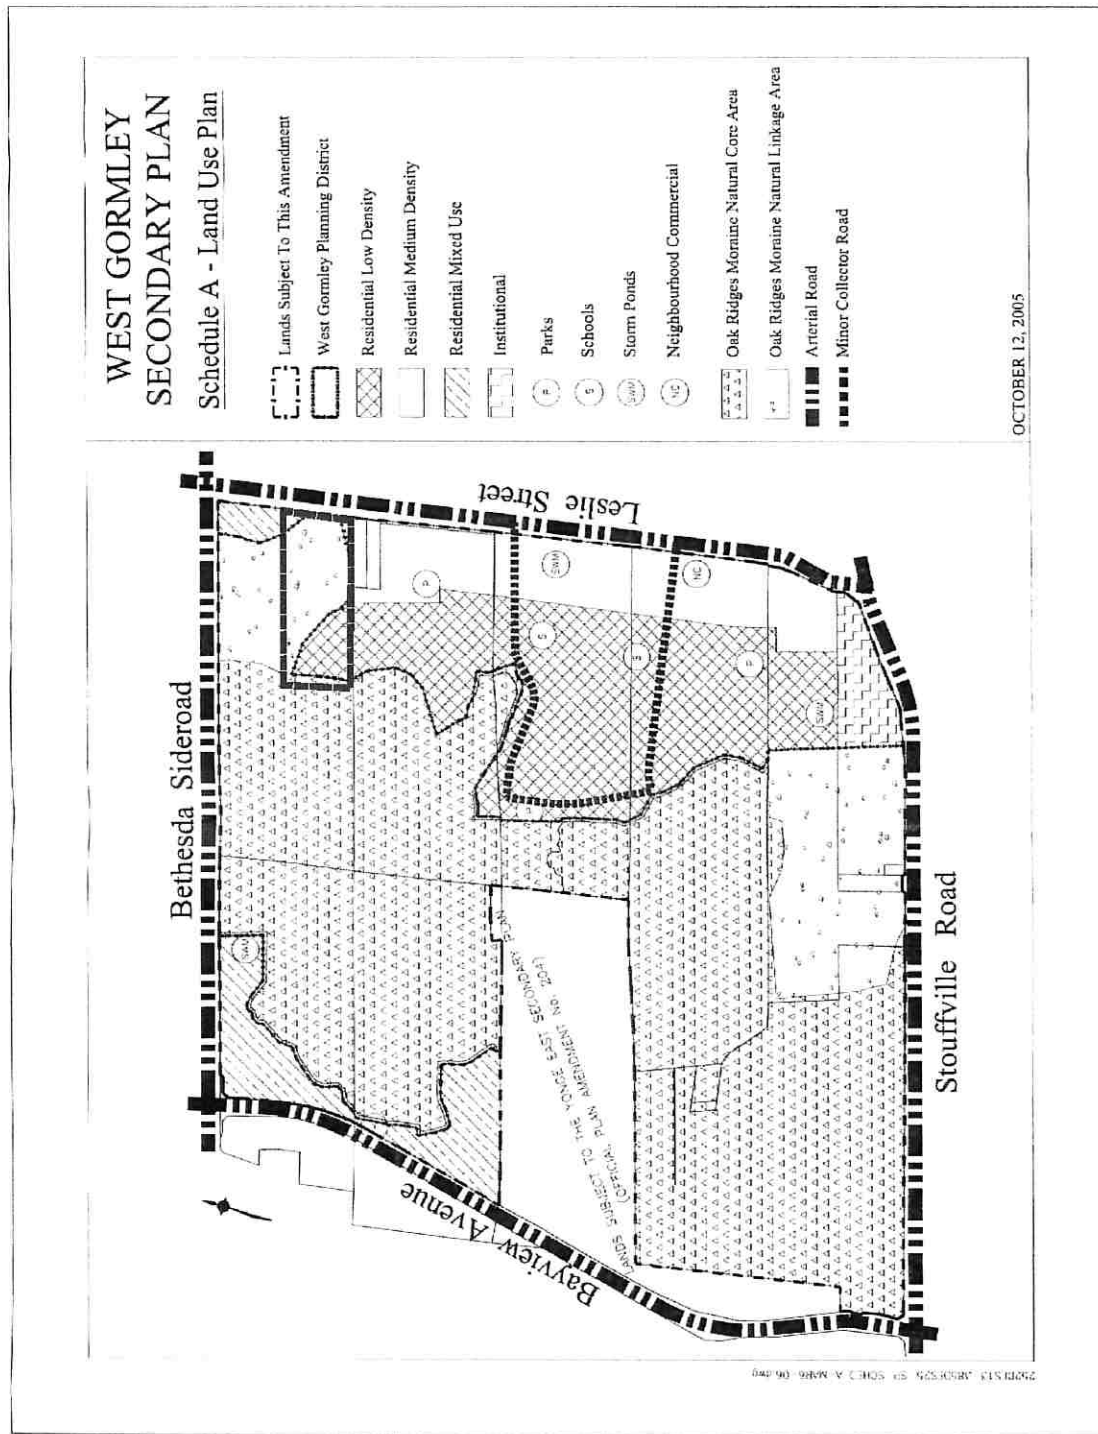 WEST GORMLEY
SECONDARY PLAN
Schedule A - Land Use Plan
Lands Subject To This Amendment
West Gormley Planning District
Residential Low Density
Residential Medium Density
Residential Mixed Use
Institutional
P Parks
S Schools
SWM Storm Ponds
NC Neighbourhood Commercial
Oak Ridges Moraine Natural Core Area
Oak Ridges Moraine Natural Linkage Area
Arterial Road
Minor Collector Road
OCTOBER 12, 2005
Bethesda Sideroad
Leslie Street
Bayview Avenue
Stouffville Road
LANDS SUBJECT TO THE YONGE EAST SECONDARY PLAN
(OFFICIAL PLAN AMENDMENT No. 204)
SWM
P
SWM
S
S
NC
P
SWM